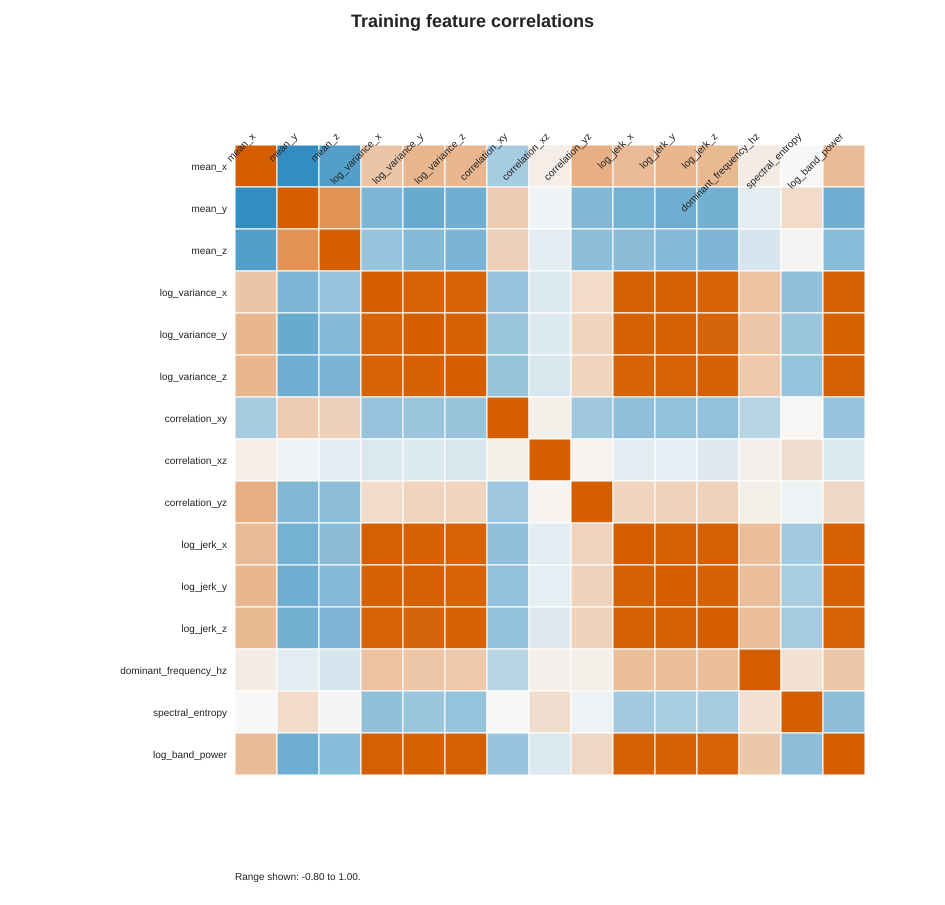 Training feature correlations
mean_x
mean_y
mean_z
log_variance_x
log_variance_y
log_variance_z
correlation_xy
correlation_xz
correlation_yz
log_jerk_x
log_jerk_y
log_jerk_z
dominant_frequency_hz
spectral_entropy
log_band_power
mean_x
mean_y
mean_z
log_variance_x
log_variance_y
log_variance_z
correlation_xy
correlation_xz
correlation_yz
log_jerk_x
log_jerk_y
log_jerk_z
dominant_frequency_hz
spectral_entropy
log_band_power
Range shown: -0.80 to 1.00.